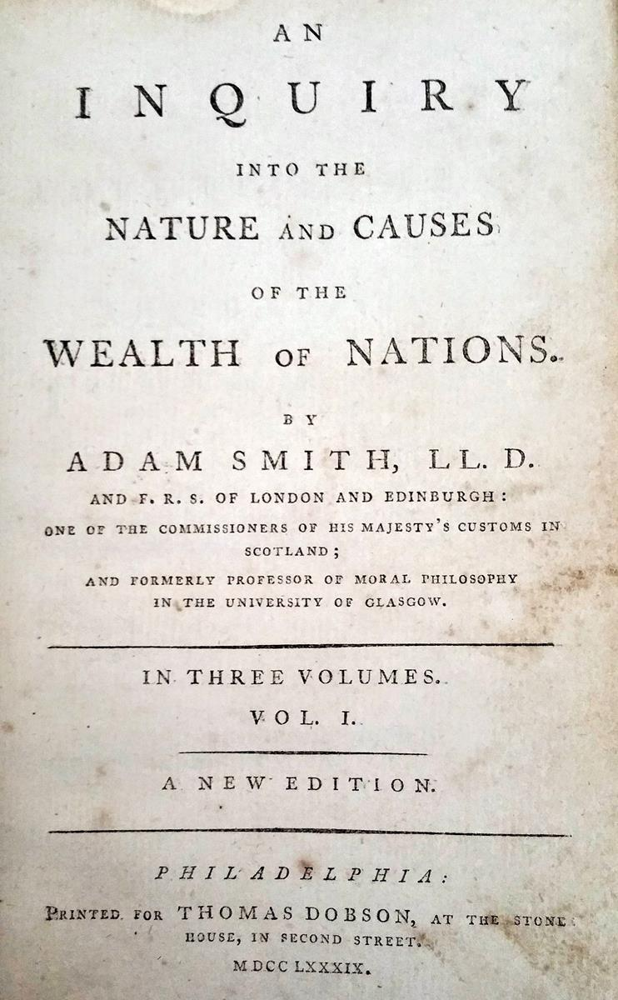 AN
INQUIRY
INTO THE
NATURE AND CAUSES
OF THE
WEALTH OF NATIONS.
BY
ADAM SMITH, LL. D.
AND F. R. S. OF LONDON AND EDINBURGH:
ONE OF THE COMMISSIONERS OF HIS MAJESTY'S CUSTOMS IN
SCOTLAND;
AND FORMERLY PROFESSOR OF MORAL PHILOSOPHY
IN THE UNIVERSITY OF GLASGOW.
IN THREE VOLUMES.
VOL. I.
A NEW EDITION.
PHILADELPHIA:
PRINTED FOR THOMAS DOBSON, AT THE STONE
HOUSE, IN SECOND STREET.
MDCCLXXXIX.